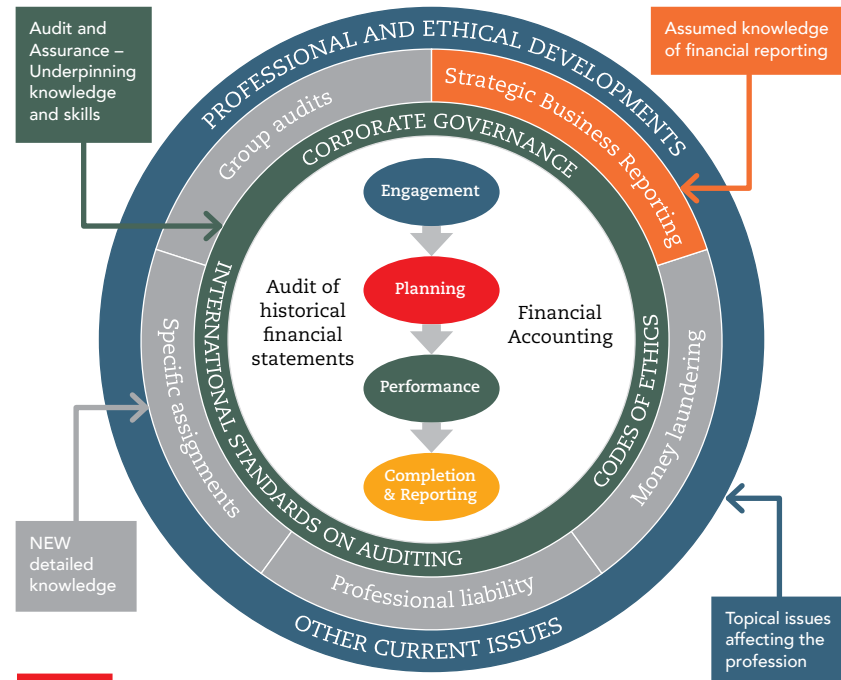 Audit and
Assurance –
Underpinning
knowledge
and skills
PROFESSIONAL AND ETHICAL DEVELOPMENTS
Assumed knowledge
of financial reporting
Group audits
Strategic Business Reporting
CORPORATE GOVERNANCE
Engagement
Planning
Audit of
historical
financial
statements
Financial
Accounting
Performance
Completion
& Reporting
INTERNATIONAL STANDARDS ON AUDITING
CODES OF ETHICS
Specific assignments
Money laundering
Professional liability
OTHER CURRENT ISSUES
NEW
detailed
knowledge
Topical issues
affecting the
profession